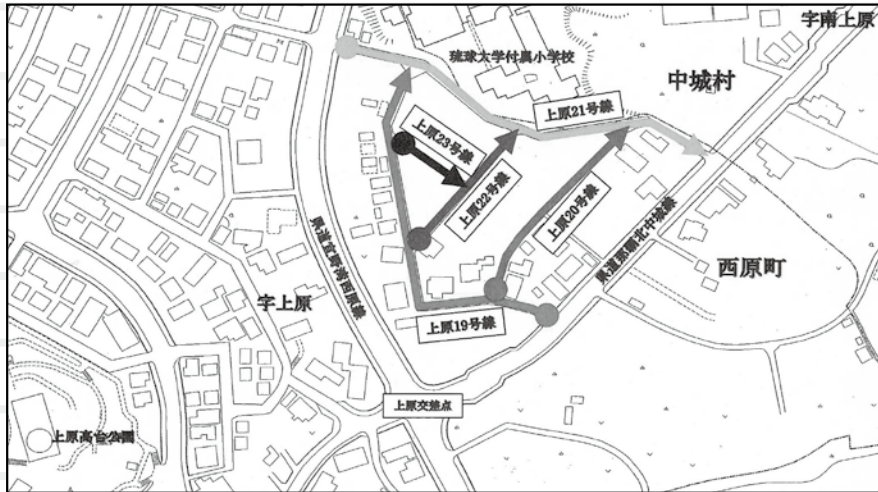 字南上原
琉球大学付属小学校
中城村
上原21号線
上原23号線
上原22号線
上原20号線
県道宜野湾西原線
県道那覇北中城線
西原町
字上原
上原19号線
上原交差点
上原高台公園